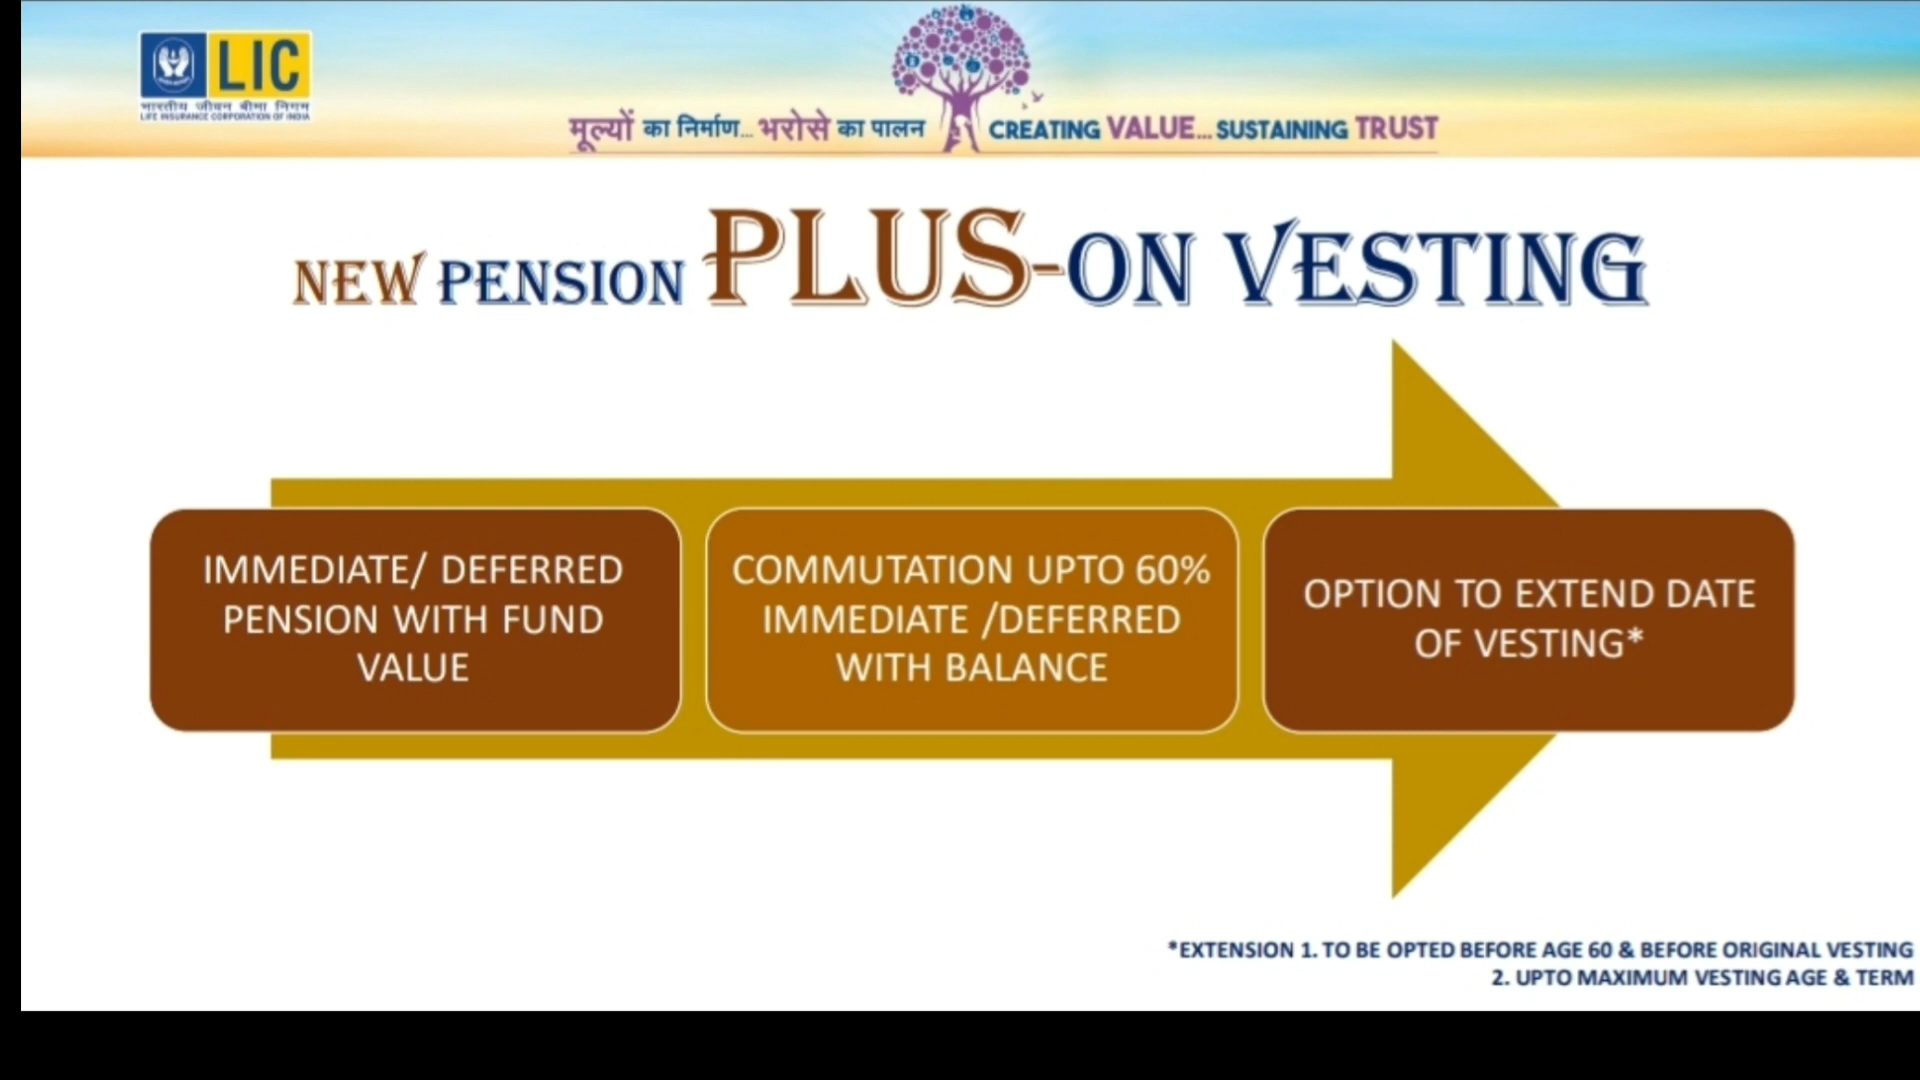 LIC
भारतीय जीवन बीमा निगम
LIFE INSURANCE CORPORATION OF INDIA
मूल्यों का निर्माण... भरोसे का पालन
CREATING VALUE... SUSTAINING TRUST
NEW PENSION PLUS-ON VESTING
IMMEDIATE/ DEFERRED
PENSION WITH FUND
VALUE
COMMUTATION UPTO 60%
IMMEDIATE /DEFERRED
WITH BALANCE
OPTION TO EXTEND DATE
OF VESTING*
*EXTENSION 1. TO BE OPTED BEFORE AGE 60 & BEFORE ORIGINAL VESTING
2. UPTO MAXIMUM VESTING AGE & TERM